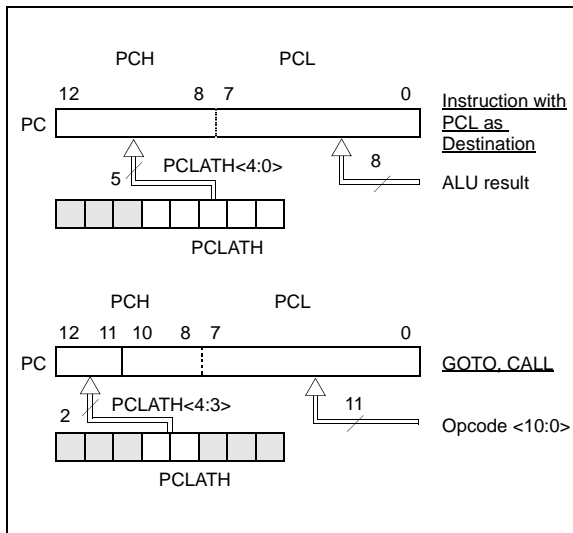 PCH PCL
12 8 7 0
PC
Instruction with
PCL as
Destination
5 PCLATH<4:0>
8
ALU result
PCLATH
PCH PCL
12 11 10 8 7 0
PC
GOTO, CALL
2 PCLATH<4:3>
11
Opcode <10:0>
PCLATH